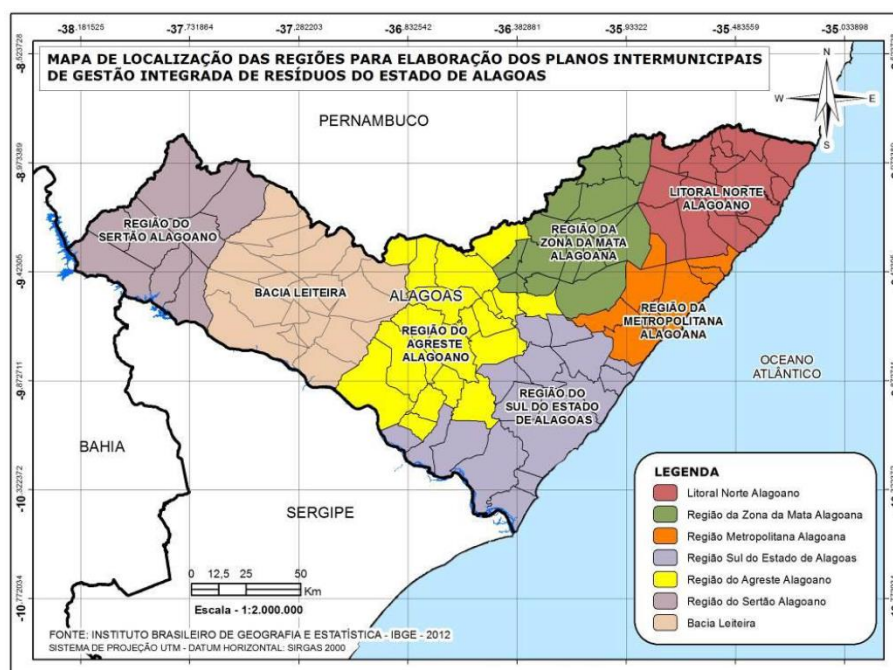 -38,181525 -37,731864 -37,282203 -36,832542 -36,382881 -35,93322 -35,483559 -35,033898
MAPA DE LOCALIZAÇÃO DAS REGIÕES PARA ELABORAÇÃO DOS PLANOS INTERMUNICIPAIS
DE GESTÃO INTEGRADA DE RESÍDUOS DO ESTADO DE ALAGOAS
N
W E
S
-8,523728
-8,973389
-9,42305
-9,872711
-10,322372
-10,772034
PERNAMBUCO
LITORAL NORTE
ALAGOANO
REGIÃO DO
SERTÃO ALAGOANO
REGIÃO DA
ZONA DA MATA
ALAGOANA
BACIA LEITEIRA
ALAGOAS
REGIÃO DA
METROPOLITANA
ALAGOANA
REGIÃO DO
AGRESTE
ALAGOANO
OCEANO
ATLÂNTICO
REGIÃO DO
SUL DO ESTADO
DE ALAGOAS
BAHIA
SERGIPE
LEGENDA
Litoral Norte Alagoano
Região da Zona da Mata Alagoana
Região Metropolitana Alagoana
Região Sul do Estado de Alagoas
Região do Agreste Alagoano
Região do Sertão Alagoano
Bacia Leiteira
0 12,5 25 50
Km
Escala - 1:2.000.000
FONTE: INSTITUTO BRASILEIRO DE GEOGRAFIA E ESTATÍSTICA - IBGE - 2012
SISTEMA DE PROJEÇÃO UTM - DATUM HORIZONTAL: SIRGAS 2000